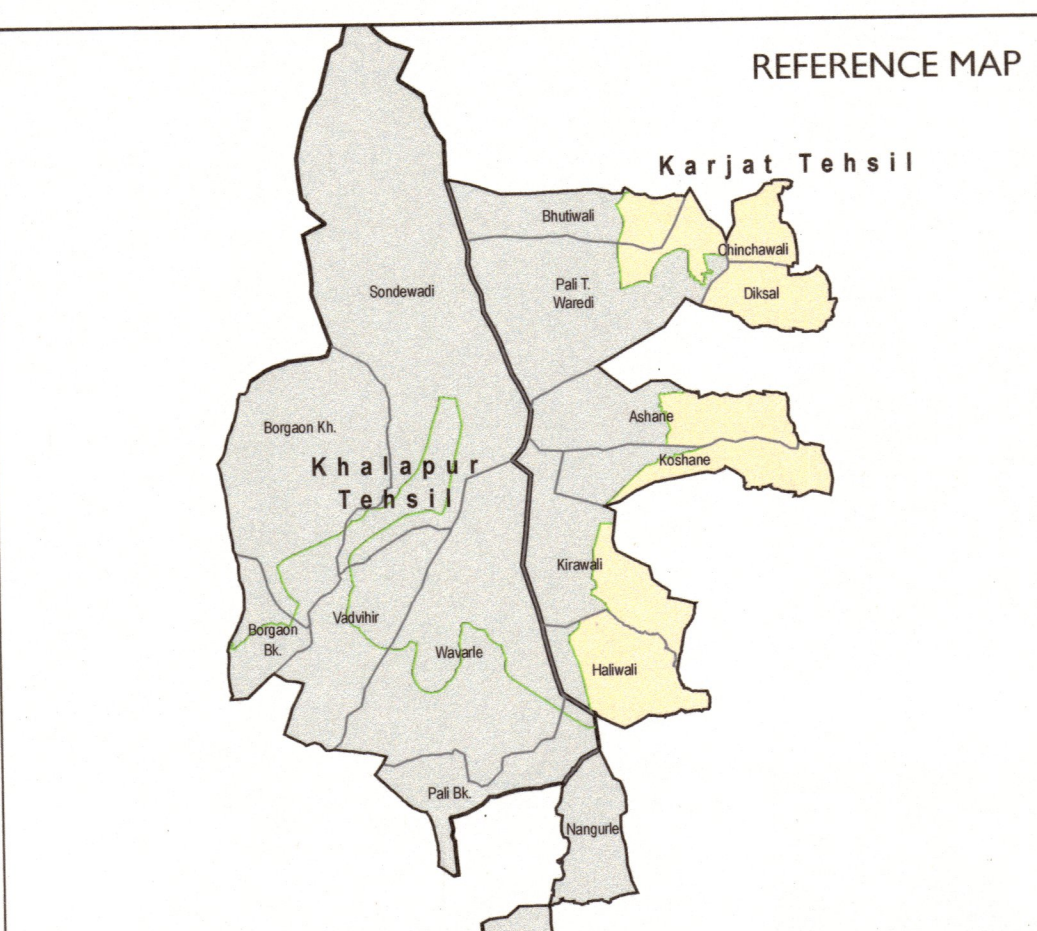 REFERENCE MAP
Karjat Tehsil
Bhutiwali
Chinchawali
Sondewadi
Pali T.
Waredi
Diksal
Ashane
Borgaon Kh.
Koshane
Khalapur
Tehsil
Kirawali
Vadvihir
Borgaon
Bk.
Wavarle
Haliwali
Pali Bk.
Nangurle